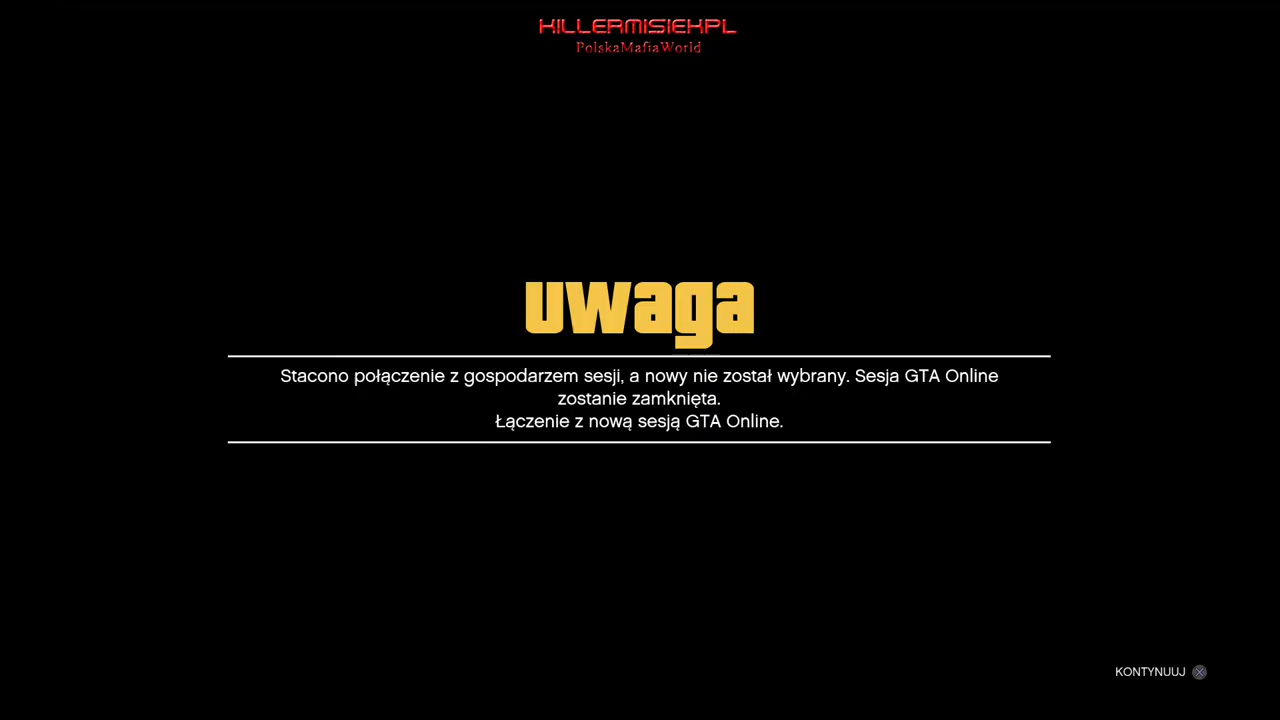 KILLERMISIEKPL
PolskaMafiaWorld
uwaga
Stacono połączenie z gospodarzem sesji, a nowy nie został wybrany. Sesja GTA Online
zostanie zamknięta.
Łączenie z nową sesją GTA Online.
KONTYNUUJ